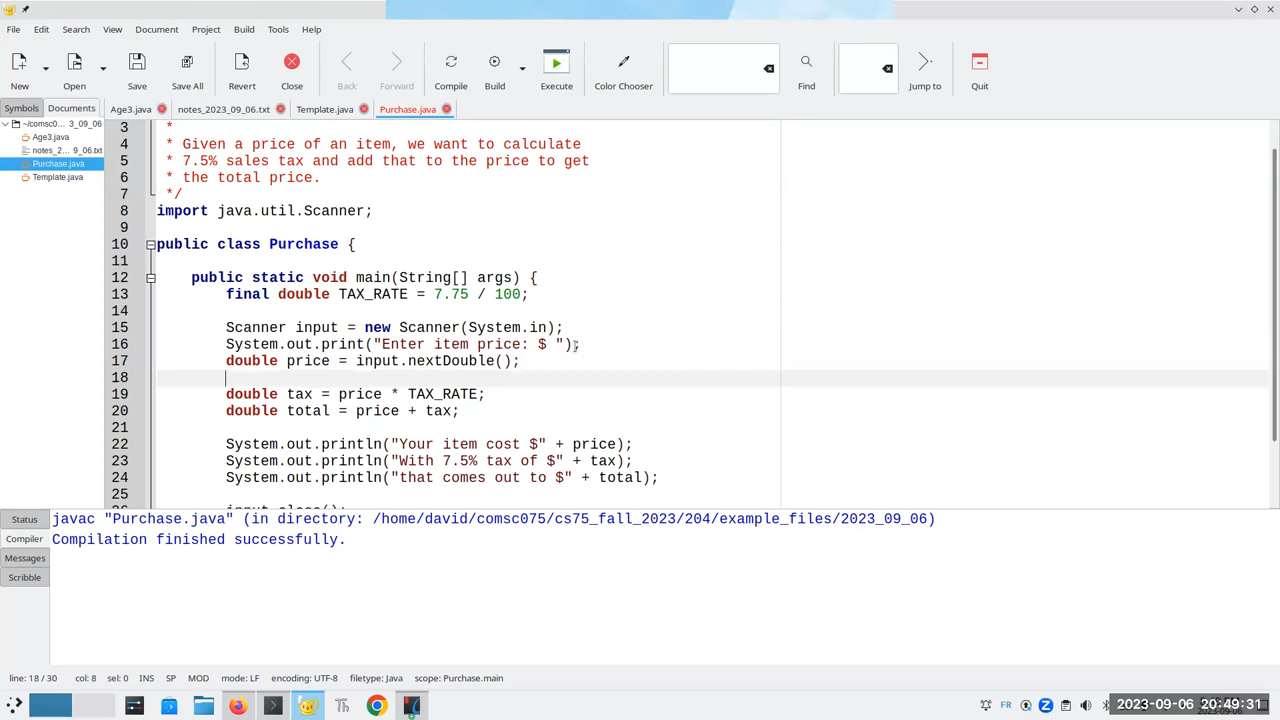 File Edit Search View Document Project Build Tools Help
New Open Save Save All Revert Close Back Forward Compile Build Execute Color Chooser Find Jump to Quit
Symbols Documents Age3.java notes_2023_09_06.txt Template.java Purchase.java
~/comsc0... 3_09_06
Age3.java
notes_2... 9_06.txt
Purchase.java
Template.java
3 *
4 * Given a price of an item, we want to calculate
5 * 7.5% sales tax and add that to the price to get
6 * the total price.
7 */
8 import java.util.Scanner;
9
10 public class Purchase {
11
12 public static void main(String[] args) {
13 final double TAX_RATE = 7.75 / 100;
14
15 Scanner input = new Scanner(System.in);
16 System.out.print("Enter item price: $ ");
17 double price = input.nextDouble();
18
19 double tax = price * TAX_RATE;
20 double total = price + tax;
21
22 System.out.println("Your item cost $" + price);
23 System.out.println("With 7.5% tax of $" + tax);
24 System.out.println("that comes out to $" + total);
25
Status
Compiler
Messages
Scribble
javac "Purchase.java" (in directory: /home/david/comsc075/cs75_fall_2023/204/example_files/2023_09_06)
Compilation finished successfully.
line: 18 / 30 col: 8 sel: 0 INS SP MOD mode: LF encoding: UTF-8 filetype: Java scope: Purchase.main
FR 2023-09-06 20:49:31